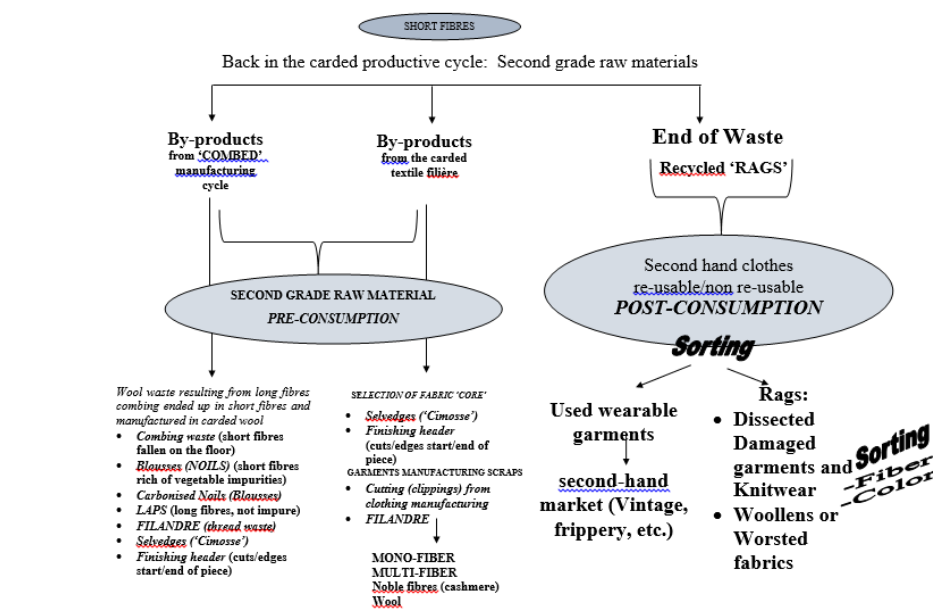 SHORT FIBRES
Back in the carded productive cycle: Second grade raw materials
By-products
from ‘COMBED’
manufacturing
cycle
By-products
from the carded
textile filière
End of Waste
Recycled ‘RAGS’
SECOND GRADE RAW MATERIAL
PRE-CONSUMPTION
Second hand clothes
re-usable/non re-usable
POST-CONSUMPTION
Sorting
Wool waste resulting from long fibres
combing ended up in short fibres and
manufactured in carded wool
• Combing waste (short fibres
fallen on the floor)
• Blousses (NOILS) (short fibres
rich of vegetable impurities)
• Carbonised Nails (Blousses)
• LAPS (long fibres, not impure)
• FILANDRE (thread waste)
• Selvedges (‘Cimosse’)
• Finishing header (cuts/edges
start/end of piece)
SELECTION OF FABRIC ‘CORE’
• Selvedges (‘Cimosse’)
• Finishing header
(cuts/edges start/end of
piece)
GARMENTS MANUFACTURING SCRAPS
• Cutting (clippings) from
clothing manufacturing
• FILANDRE
MONO-FIBER
MULTI-FIBER
Noble fibres (cashmere)
Wool
Used wearable
garments
second-hand
market (Vintage,
frippery, etc.)
Rags:
• Dissected
Damaged
garments and
Knitwear
• Woollens or
Worsted
fabrics
Sorting
-Fiber
-Color